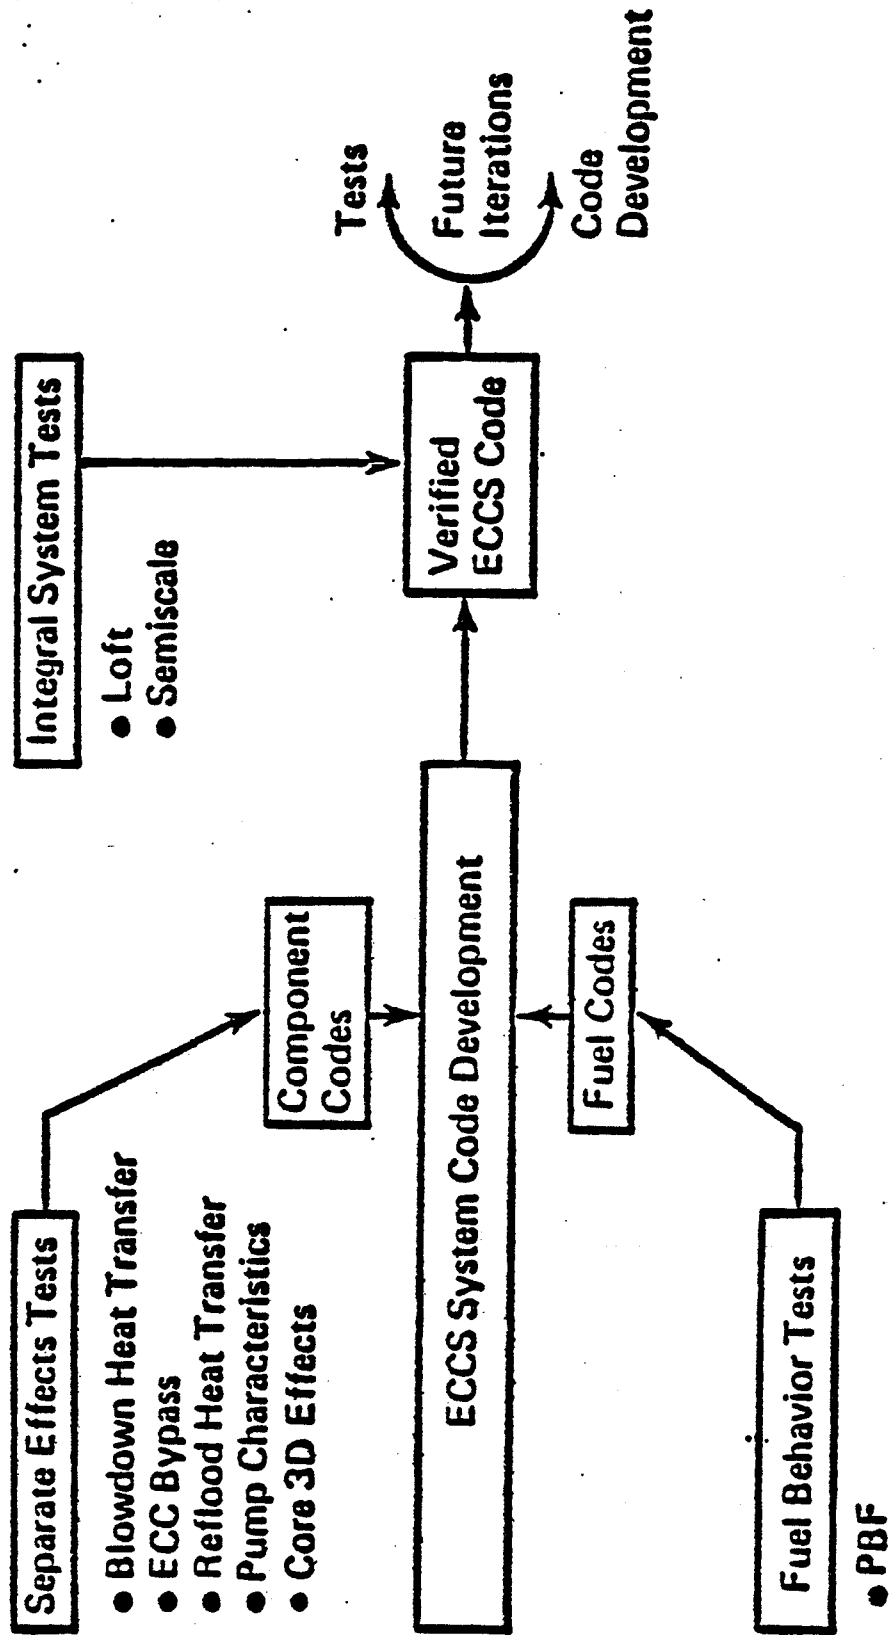 Separate Effects Tests
● Blowdown Heat Transfer
● ECC Bypass
● Reflood Heat Transfer
● Pump Characteristics
● Core 3D Effects
Integral System Tests
● Loft
● Semiscale
Component
Codes
ECCS System Code Development
Verified
ECCS Code
Tests
Future
Iterations
Code
Development
Fuel Codes
Fuel Behavior Tests
● PBF